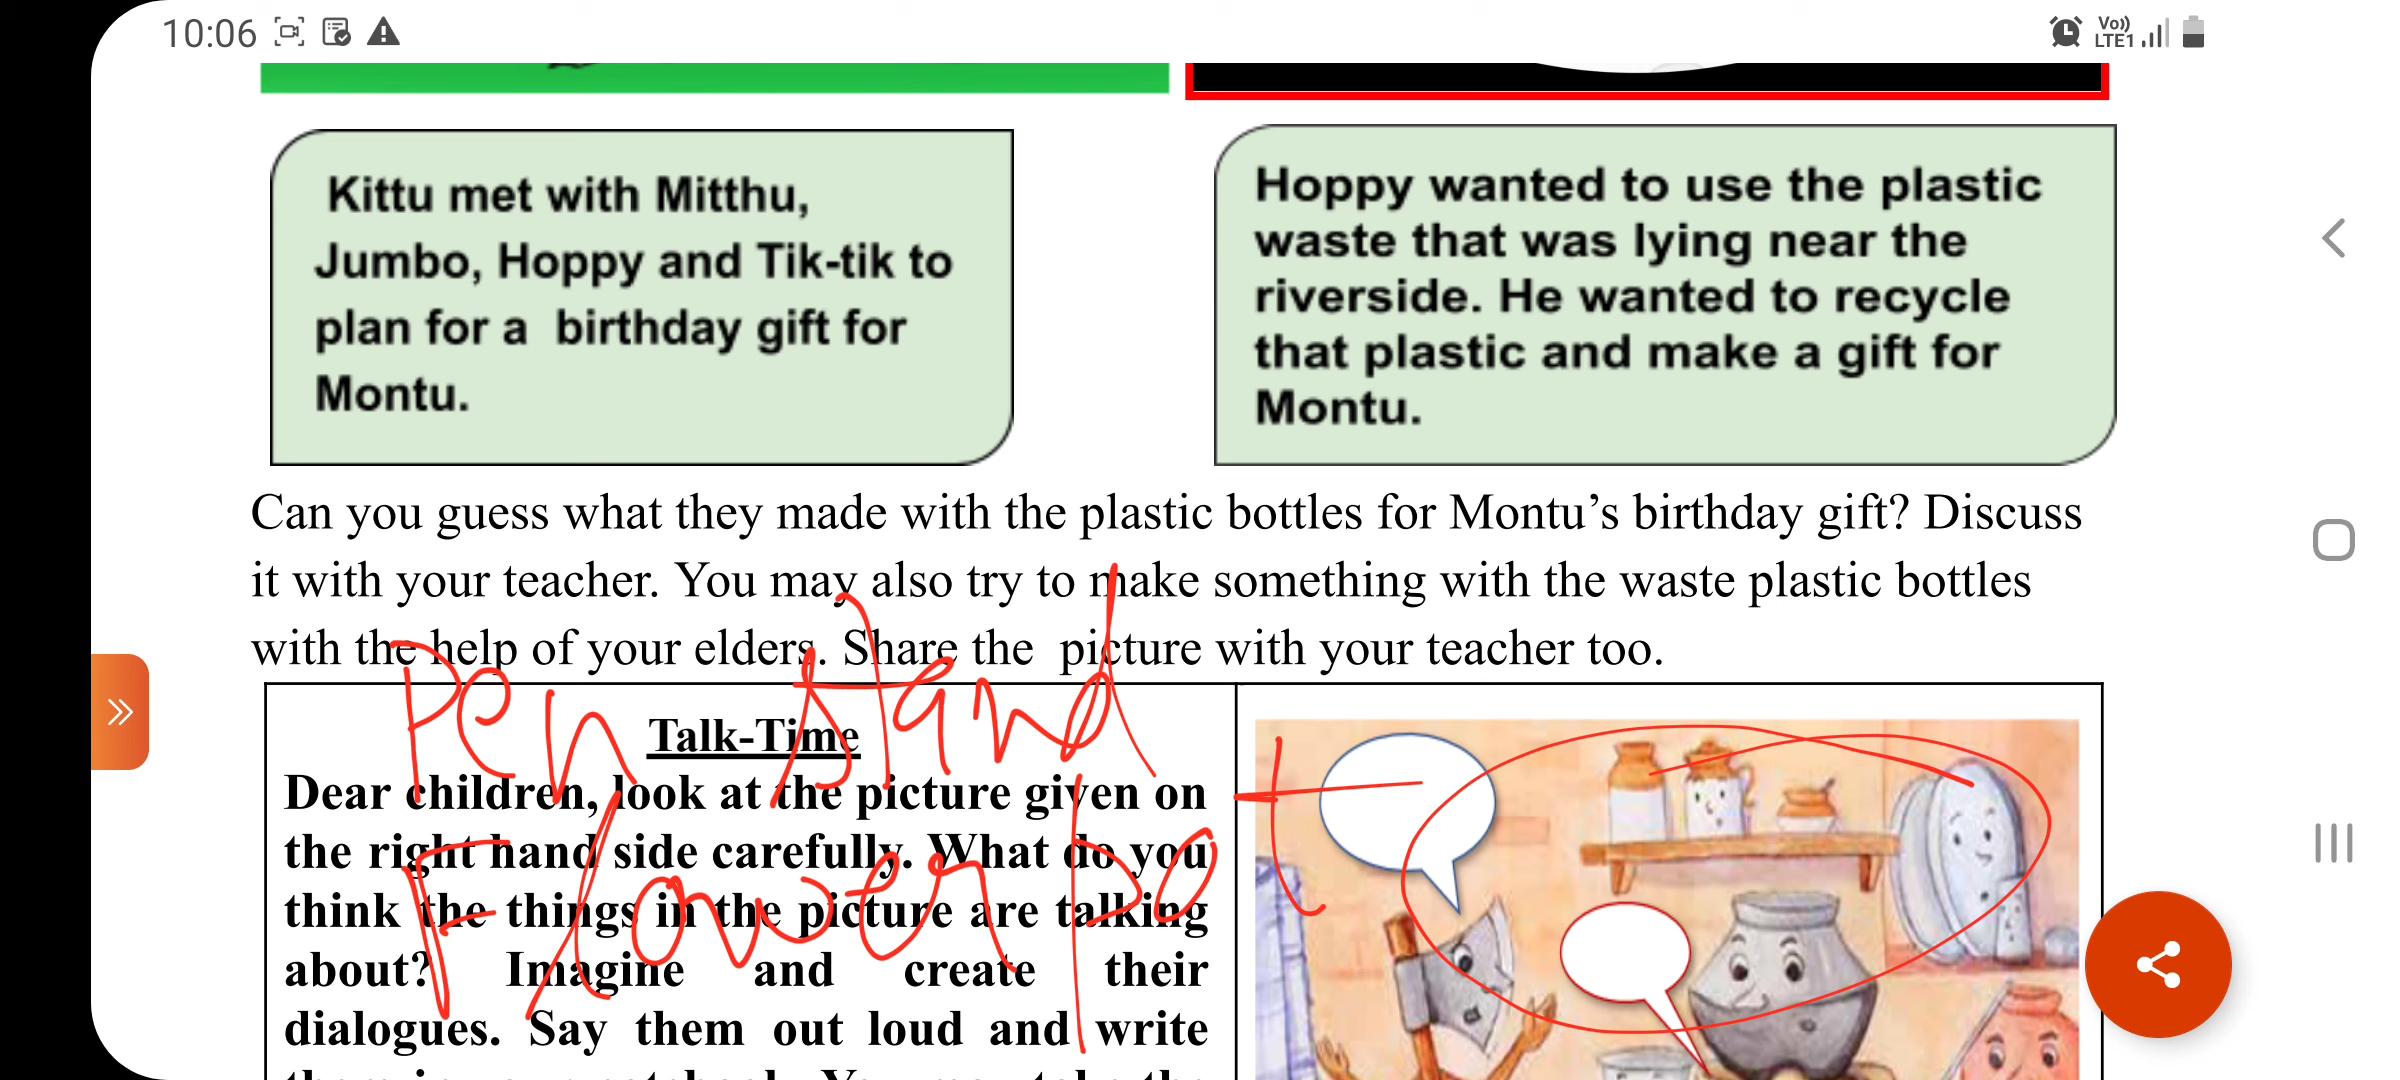 10:06
Vo))
LTE1
Kittu met with Mitthu,
Jumbo, Hoppy and Tik-tik to
plan for a birthday gift for
Montu.
Hoppy wanted to use the plastic
waste that was lying near the
riverside. He wanted to recycle
that plastic and make a gift for
Montu.
Can you guess what they made with the plastic bottles for Montu's birthday gift? Discuss
it with your teacher. You may also try to make something with the waste plastic bottles
with the help of your elders. Share the picture with your teacher too.
Pen stand
Flower pot
Talk-Time
Dear children, look at the picture given on
the right hand side carefully. What do you
think the things in the picture are talking
about? Imagine and create their
dialogues. Say them out loud and write